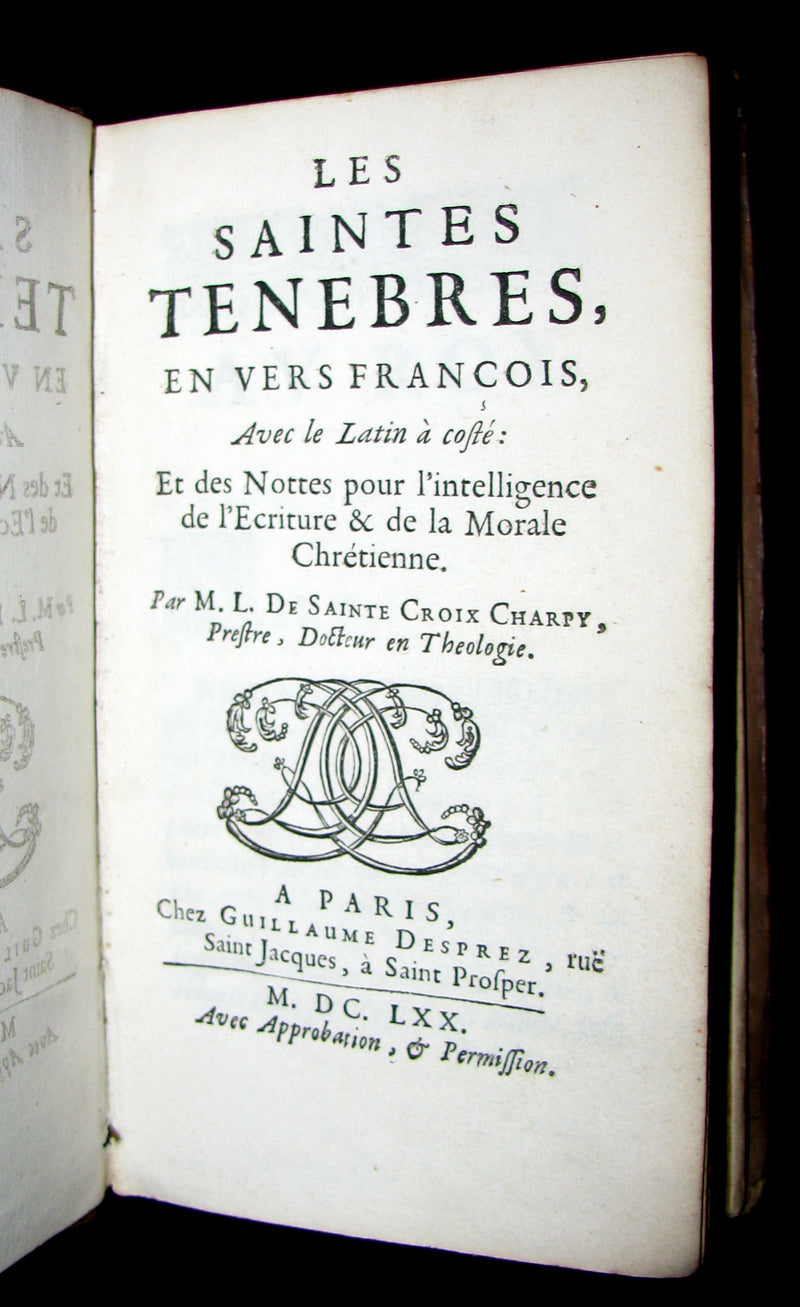 LES
SAINTES
TENEBRES,
EN VERS FRANÇOIS,
Avec le Latin à coſté:
Et des Nottes pour l'intelligence
de l'Ecriture & de la Morale
Chrétienne.
Par M. L. DE SAINTE CROIX CHARPY,
Preſtre, Docteur en Theologie.
A PARIS,
Chez GUILLAUME DESPREZ, ruë
Saint Jacques, à Saint Proſper.
M. DC. LXX.
Avec Approbation, & Permiſſion.